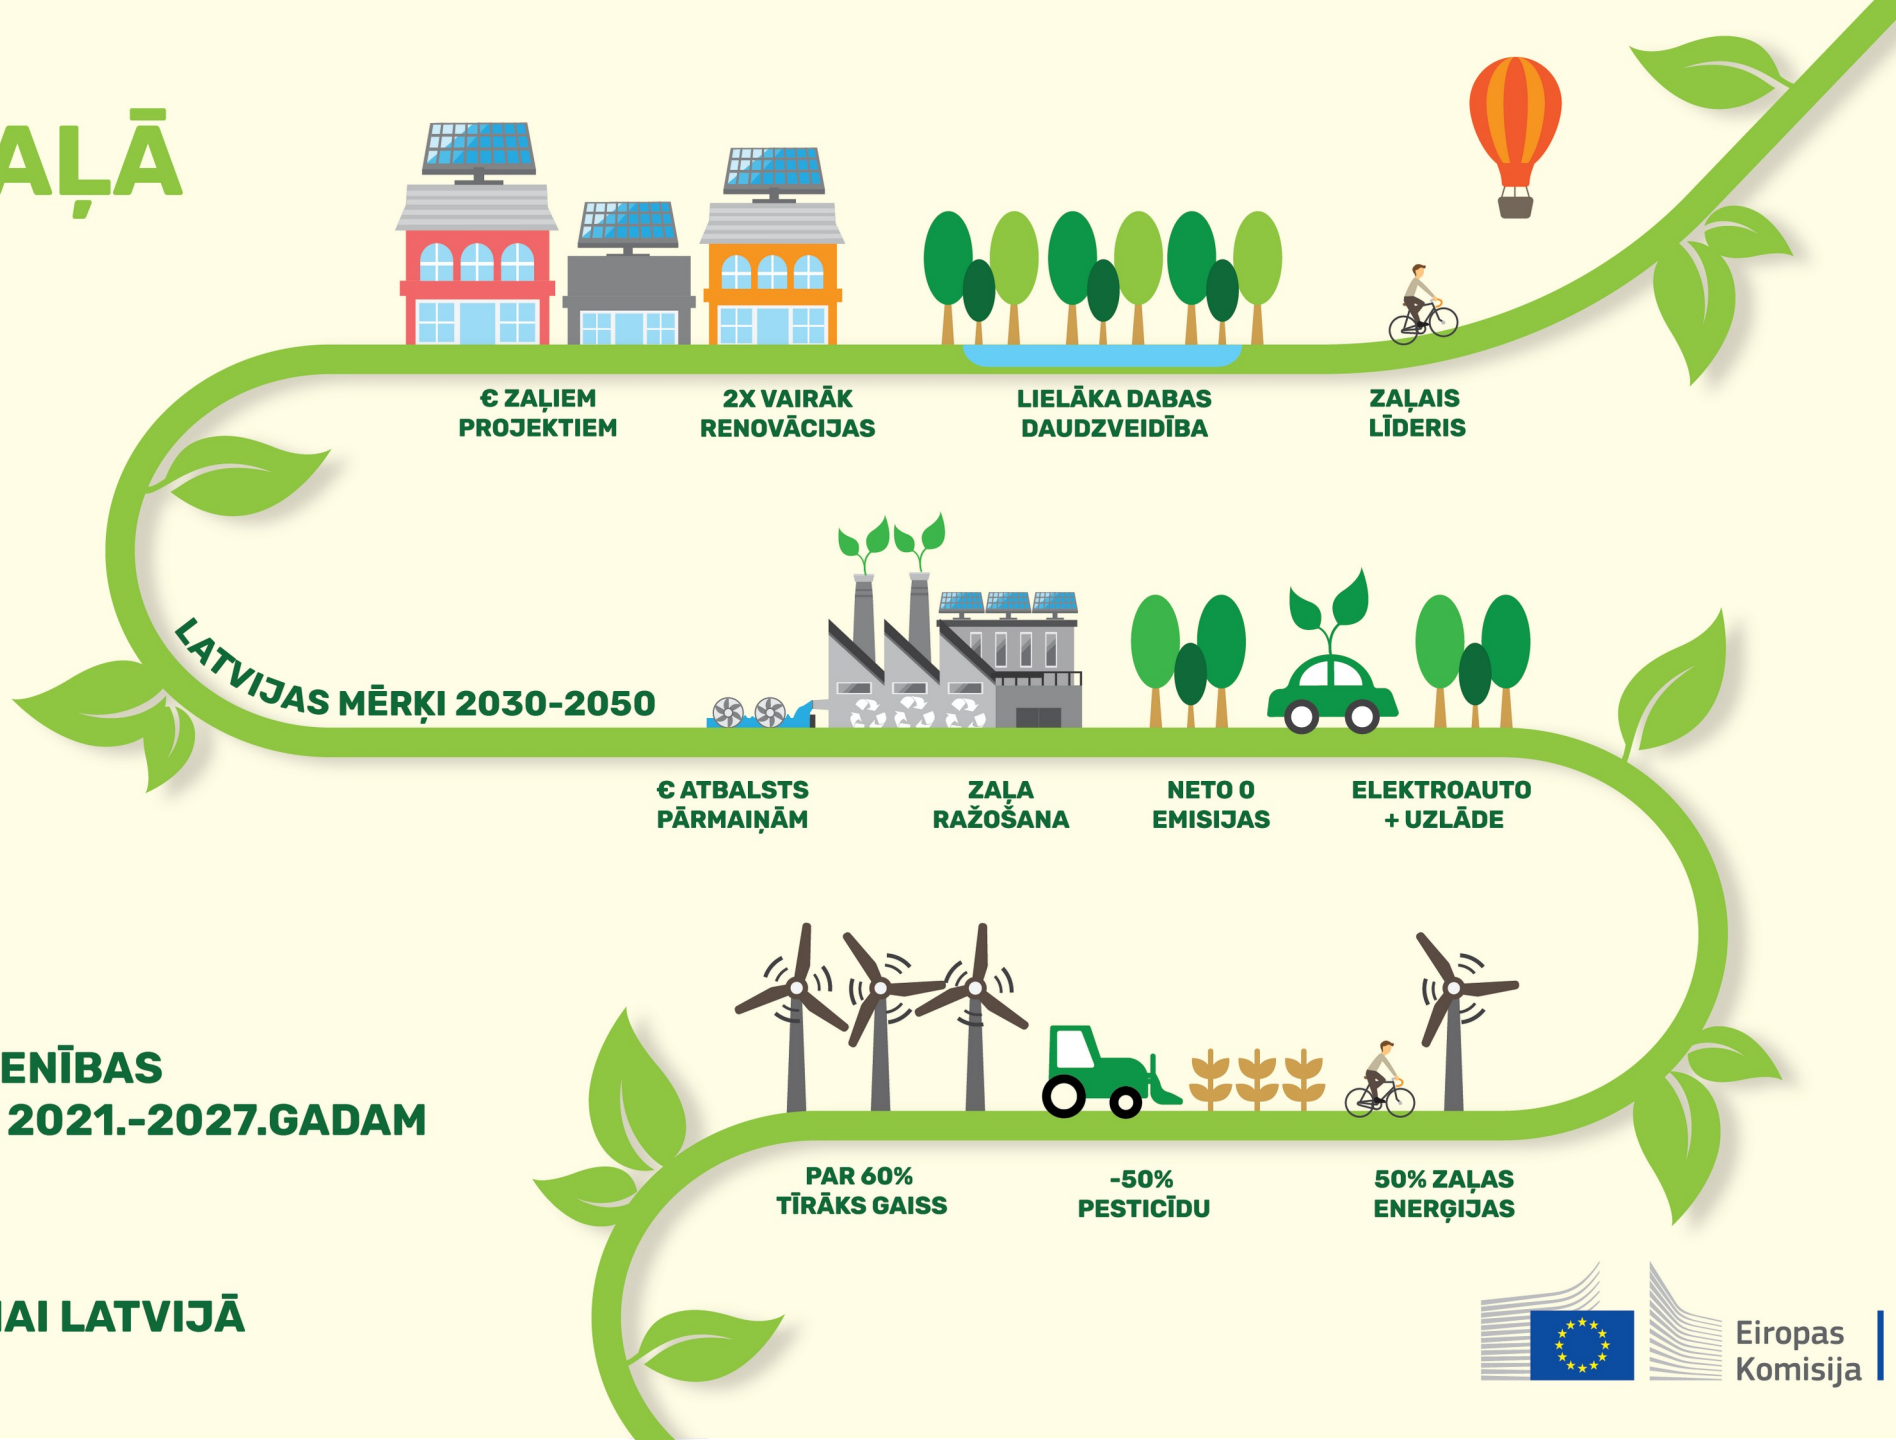 AĻĀ
€ ZAĻIEM
PROJEKTIEM
2X VAIRĀK
RENOVĀCIJAS
LIELĀKA DABAS
DAUDZVEIDĪBA
ZAĻAIS
LĪDERIS
LATVIJAS MĒRĶI 2030-2050
€ ATBALSTS
PĀRMAIŅĀM
ZAĻA
RAŽOŠANA
NETO 0
EMISIJAS
ELEKTROAUTO
+ UZLĀDE
ENĪBAS
2021.-2027.GADAM
PAR 60%
TĪRĀKS GAISS
-50%
PESTICĪDU
50% ZAĻAS
ENERĢIJAS
AI LATVIJĀ
Eiropas
Komisija